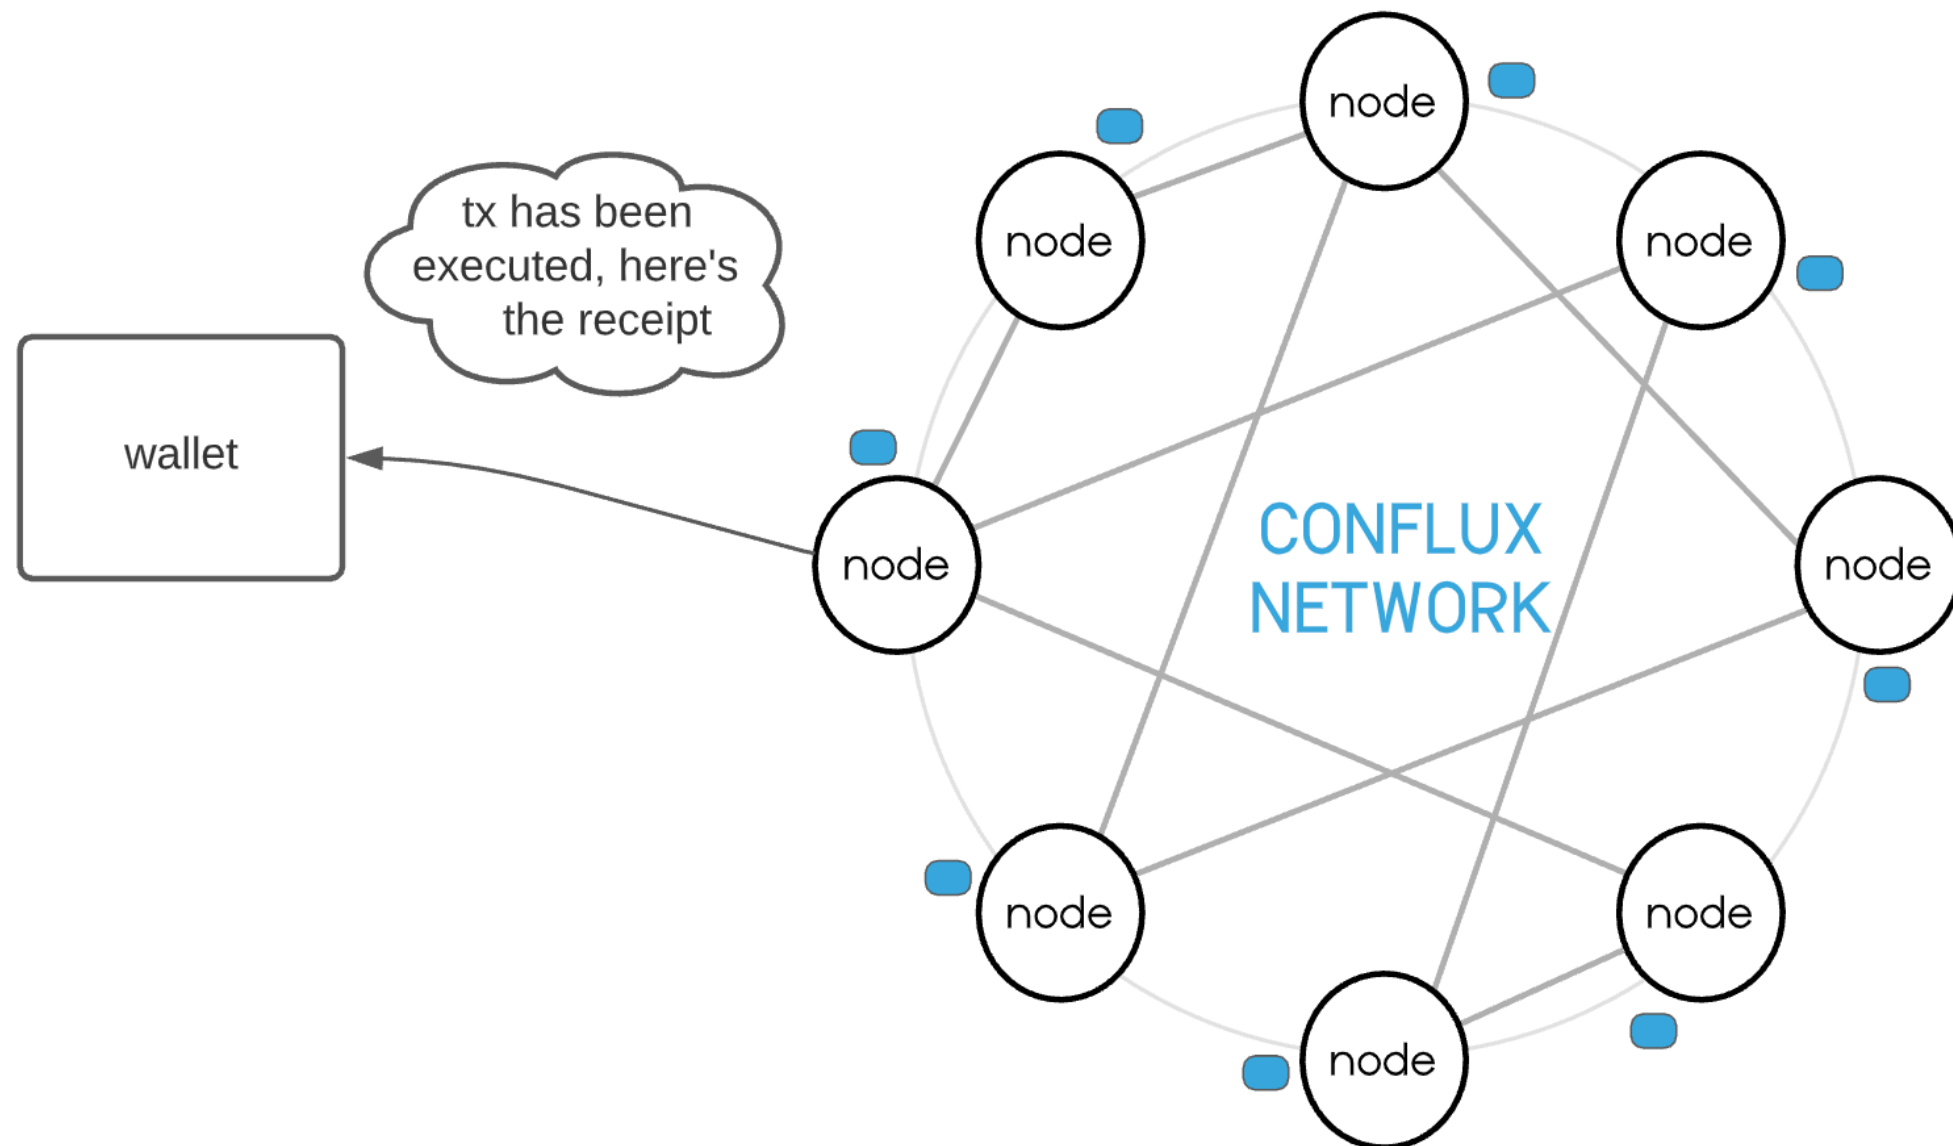 tx has been
executed, here's
the receipt
wallet
CONFLUX
NETWORK
node
node
node
node
node
node
node
node